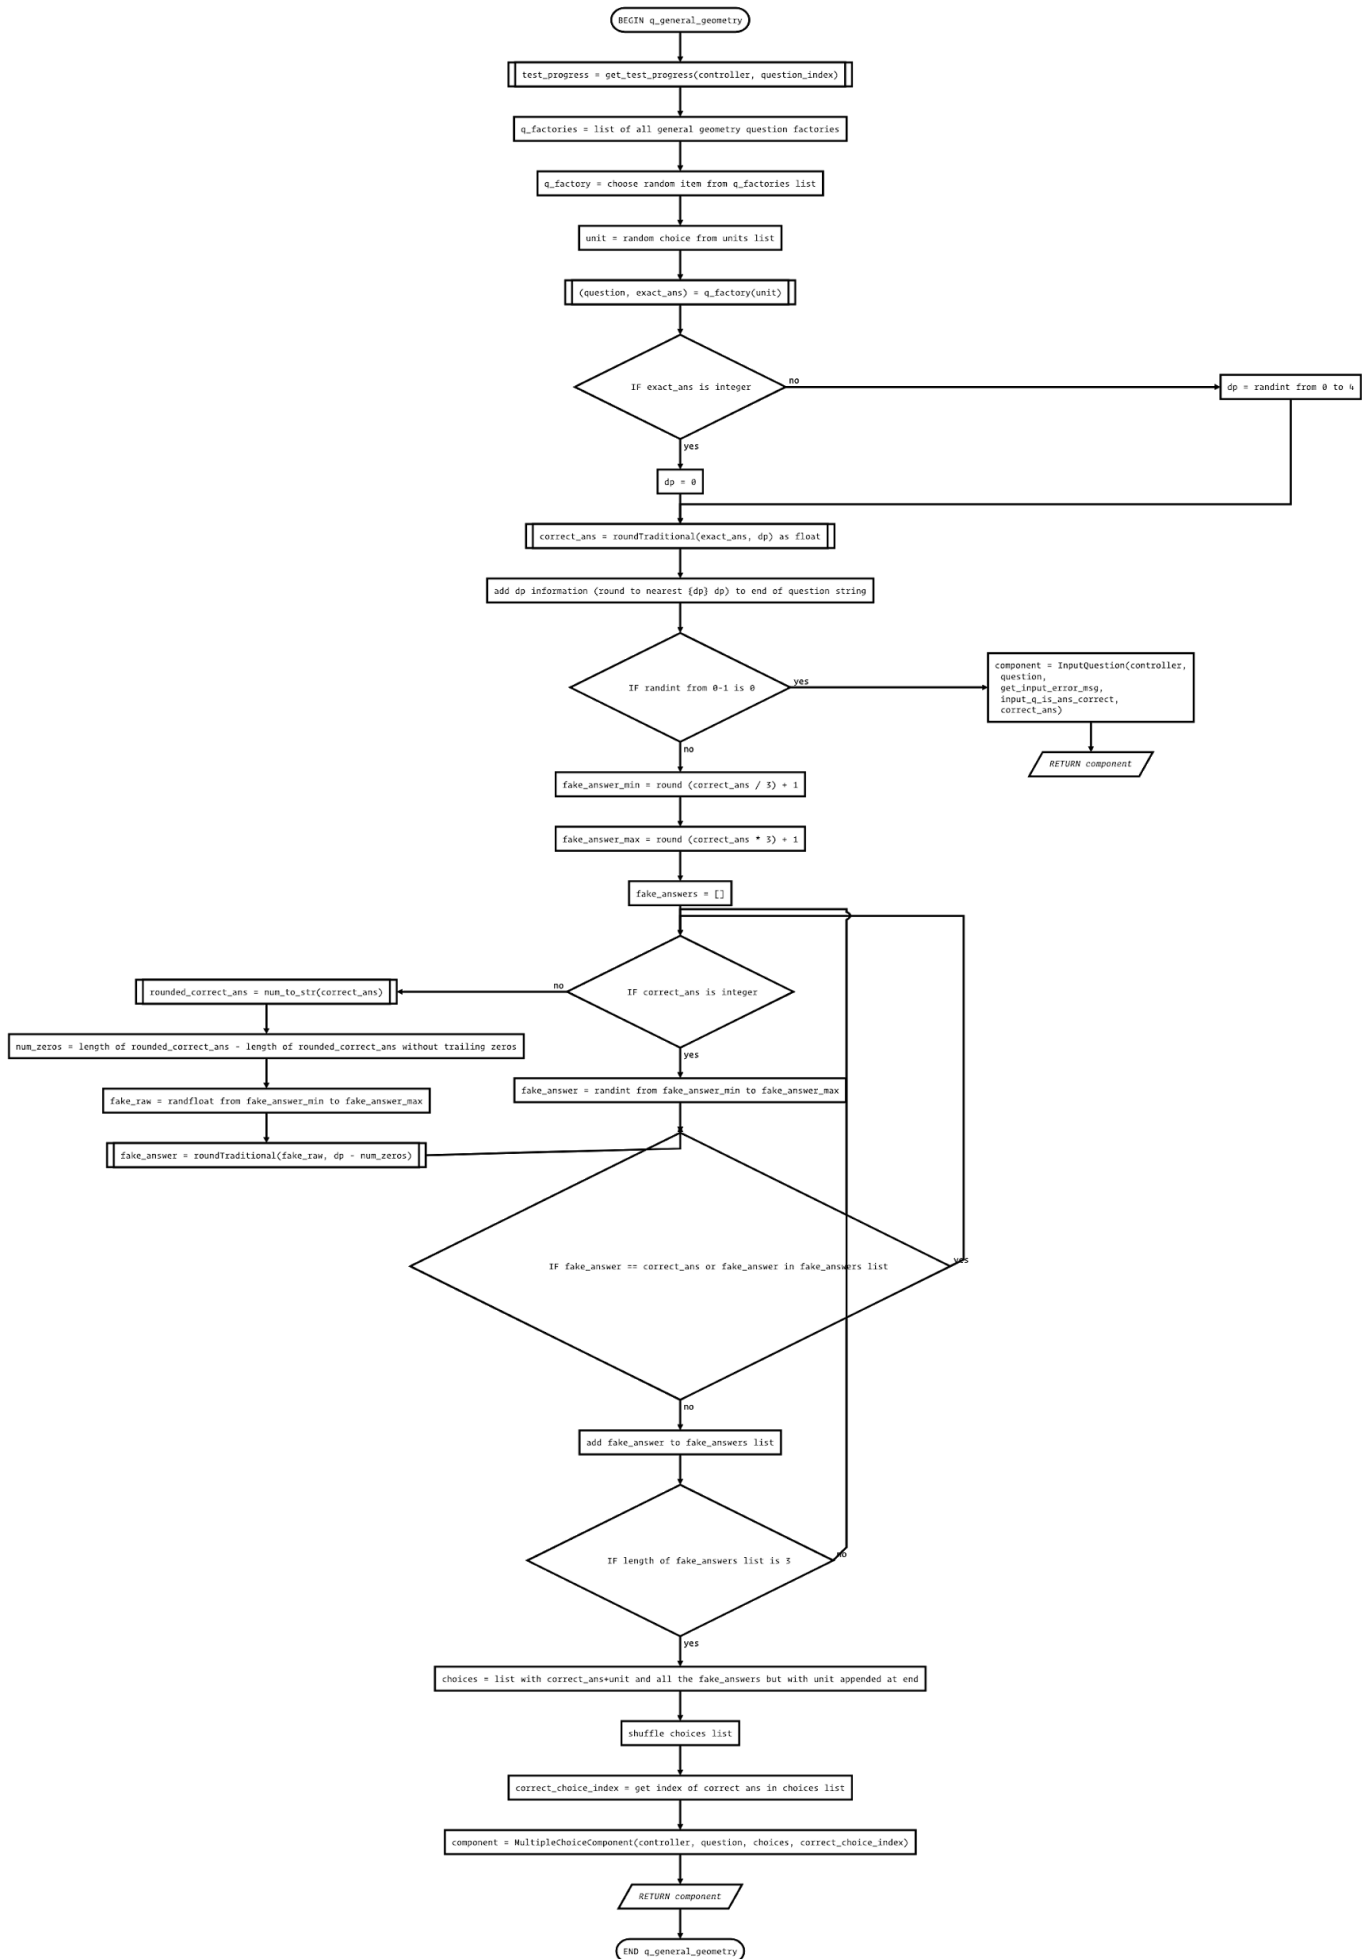 BEGIN q_general_geometry
test_progress = get_test_progress(controller, question_index)
q_factories = list of all general geometry question factories
q_factory = choose random item from q_factories list
unit = random choice from units list
(question, exact_ans) = q_factory(unit)
IF exact_ans is integer
no
dp = randint from 0 to 4
yes
dp = 0
correct_ans = roundTraditional(exact_ans, dp) as float
add dp information (round to nearest {dp} dp) to end of question string
IF randint from 0-1 is 0
yes
component = InputQuestion(controller,
question,
get_input_error_msg,
input_q_is_ans_correct,
correct_ans)
RETURN component
no
fake_answer_min = round (correct_ans / 3) + 1
fake_answer_max = round (correct_ans * 3) + 1
fake_answers = []
IF correct_ans is integer
no
rounded_correct_ans = num_to_str(correct_ans)
num_zeros = length of rounded_correct_ans - length of rounded_correct_ans without trailing zeros
fake_raw = randfloat from fake_answer_min to fake_answer_max
fake_answer = roundTraditional(fake_raw, dp - num_zeros)
yes
fake_answer = randint from fake_answer_min to fake_answer_max
IF fake_answer == correct_ans or fake_answer in fake_answers list
yes
no
add fake_answer to fake_answers list
IF length of fake_answers list is 3
no
yes
choices = list with correct_ans+unit and all the fake_answers but with unit appended at end
shuffle choices list
correct_choice_index = get index of correct ans in choices list
component = MultipleChoiceComponent(controller, question, choices, correct_choice_index)
RETURN component
END q_general_geometry